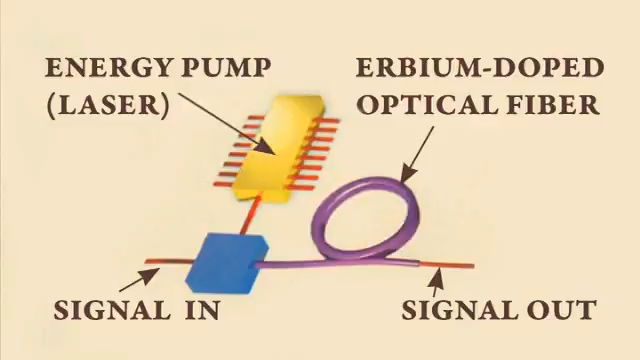 ENERGY PUMP
(LASER)
ERBIUM-DOPED
OPTICAL FIBER
SIGNAL IN
SIGNAL OUT